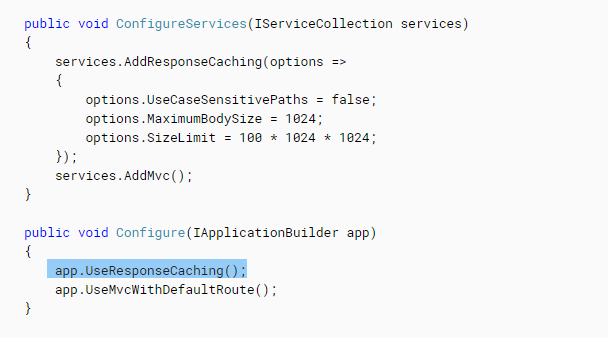 public void ConfigureServices(IServiceCollection services)
{
    services.AddResponseCaching(options =>
    {
        options.UseCaseSensitivePaths = false;
        options.MaximumBodySize = 1024;
        options.SizeLimit = 100 * 1024 * 1024;
    });
    services.AddMvc();
}

public void Configure(IApplicationBuilder app)
{
    app.UseResponseCaching();
    app.UseMvcWithDefaultRoute();
}